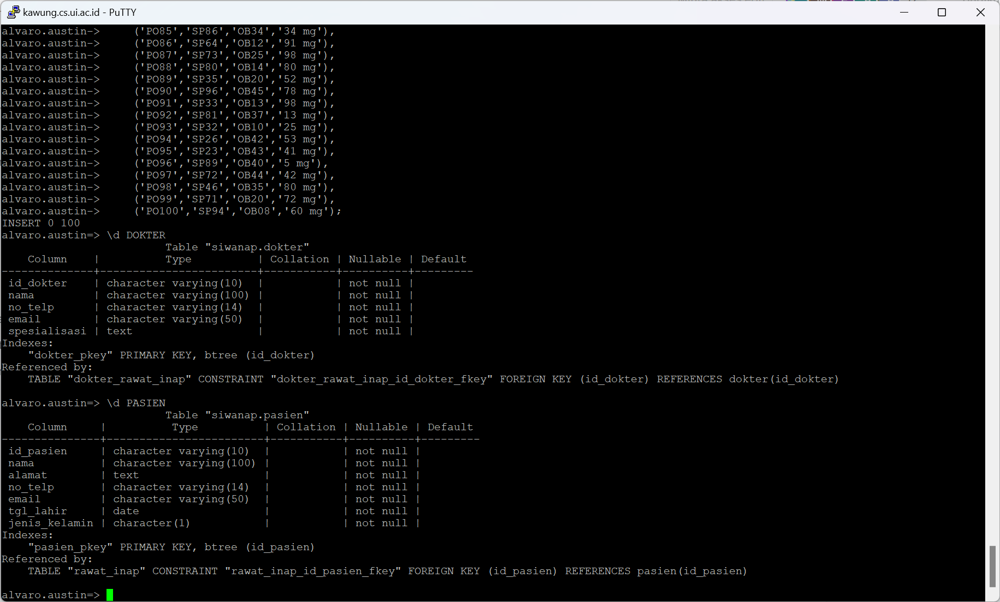 kawung.cs.ui.ac.id - PuTTY
alvaro.austin->     ('PO85','SP86','OB34','34 mg'),
alvaro.austin->     ('PO86','SP64','OB12','91 mg'),
alvaro.austin->     ('PO87','SP73','OB25','98 mg'),
alvaro.austin->     ('PO88','SP80','OB14','80 mg'),
alvaro.austin->     ('PO89','SP35','OB20','52 mg'),
alvaro.austin->     ('PO90','SP96','OB45','78 mg'),
alvaro.austin->     ('PO91','SP33','OB13','98 mg'),
alvaro.austin->     ('PO92','SP81','OB37','13 mg'),
alvaro.austin->     ('PO93','SP32','OB10','25 mg'),
alvaro.austin->     ('PO94','SP26','OB42','53 mg'),
alvaro.austin->     ('PO95','SP23','OB43','41 mg'),
alvaro.austin->     ('PO96','SP89','OB40','5 mg'),
alvaro.austin->     ('PO97','SP72','OB44','42 mg'),
alvaro.austin->     ('PO98','SP46','OB35','80 mg'),
alvaro.austin->     ('PO99','SP71','OB20','72 mg'),
alvaro.austin->     ('PO100','SP94','OB08','60 mg');
INSERT 0 100
alvaro.austin=> \d DOKTER
                         Table "siwanap.dokter"
    Column    |          Type          | Collation | Nullable | Default
--------------+------------------------+-----------+----------+---------
 id_dokter    | character varying(10)  |           | not null |
 nama         | character varying(100) |           | not null |
 no_telp      | character varying(14)  |           | not null |
 email        | character varying(50)  |           | not null |
 spesialisasi | text                   |           | not null |
Indexes:
    "dokter_pkey" PRIMARY KEY, btree (id_dokter)
Referenced by:
    TABLE "dokter_rawat_inap" CONSTRAINT "dokter_rawat_inap_id_dokter_fkey" FOREIGN KEY (id_dokter) REFERENCES dokter(id_dokter)
alvaro.austin=> \d PASIEN
                         Table "siwanap.pasien"
    Column     |          Type          | Collation | Nullable | Default
---------------+------------------------+-----------+----------+---------
 id_pasien     | character varying(10)  |           | not null |
 nama          | character varying(100) |           | not null |
 alamat        | text                   |           | not null |
 no_telp       | character varying(14)  |           | not null |
 email         | character varying(50)  |           | not null |
 tgl_lahir     | date                   |           | not null |
 jenis_kelamin | character(1)           |           | not null |
Indexes:
    "pasien_pkey" PRIMARY KEY, btree (id_pasien)
Referenced by:
    TABLE "rawat_inap" CONSTRAINT "rawat_inap_id_pasien_fkey" FOREIGN KEY (id_pasien) REFERENCES pasien(id_pasien)
alvaro.austin=>